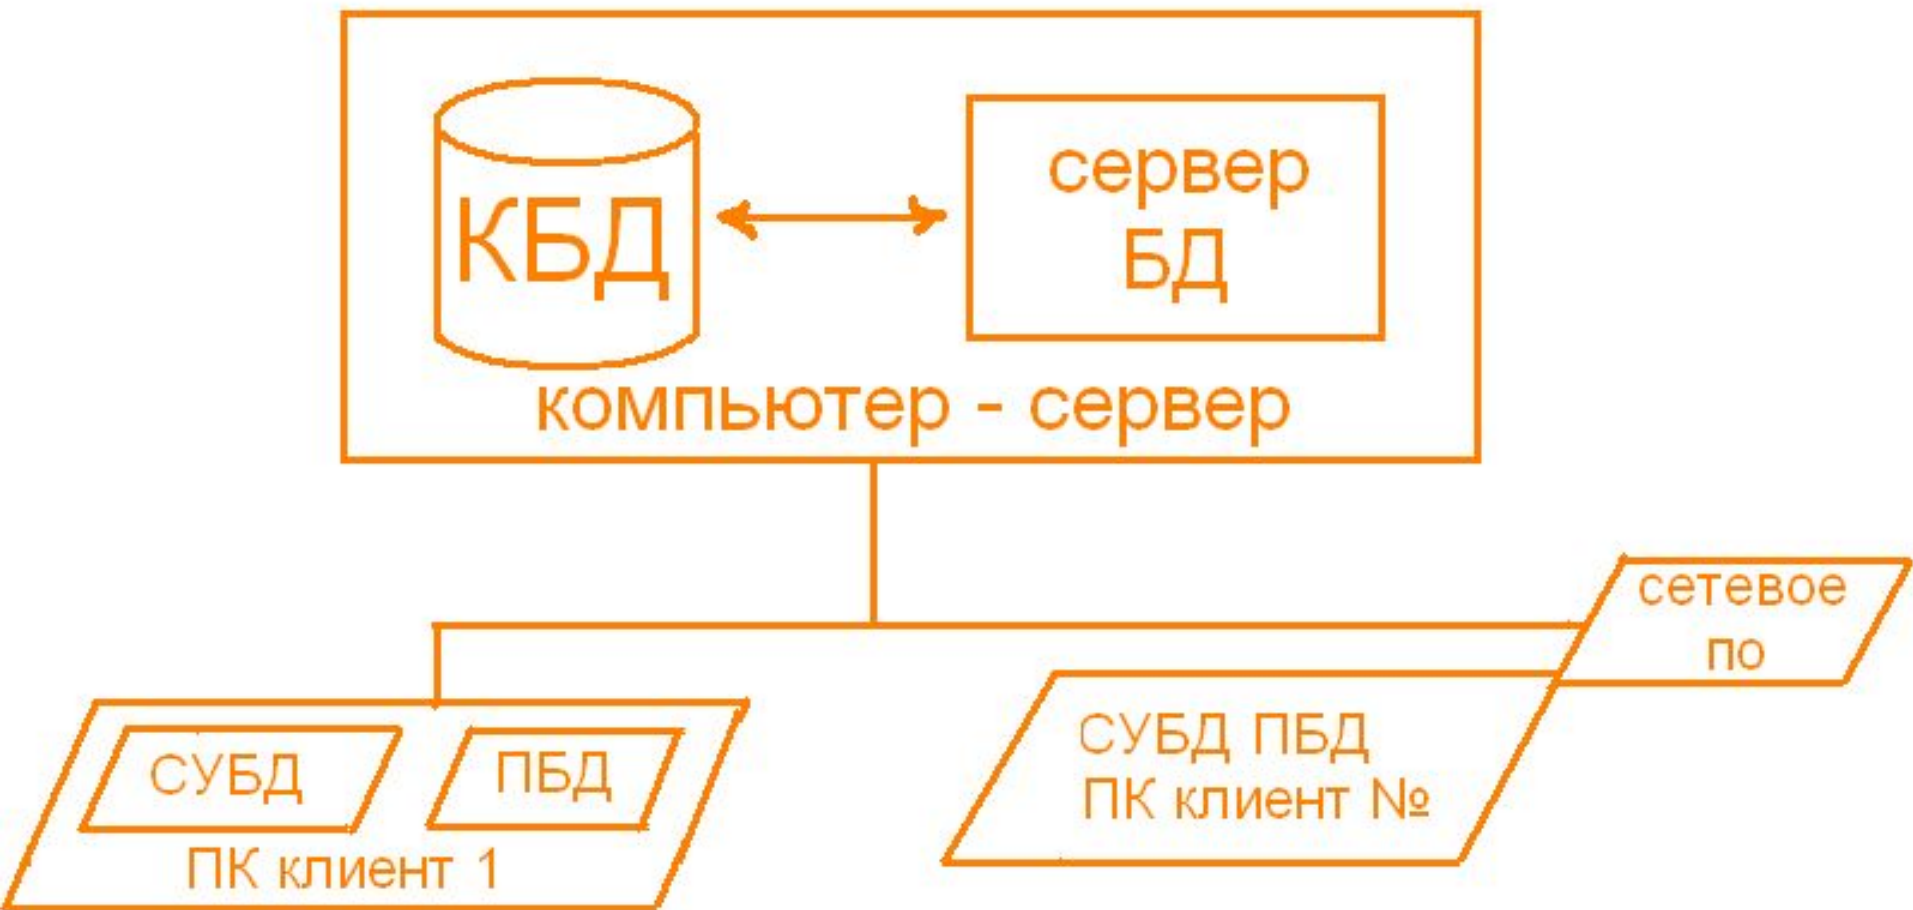 КБД
сервер
БД
компьютер - сервер
сетевое
по
СУБД ПБД
ПК клиент №
СУБД
ПБД
ПК клиент 1